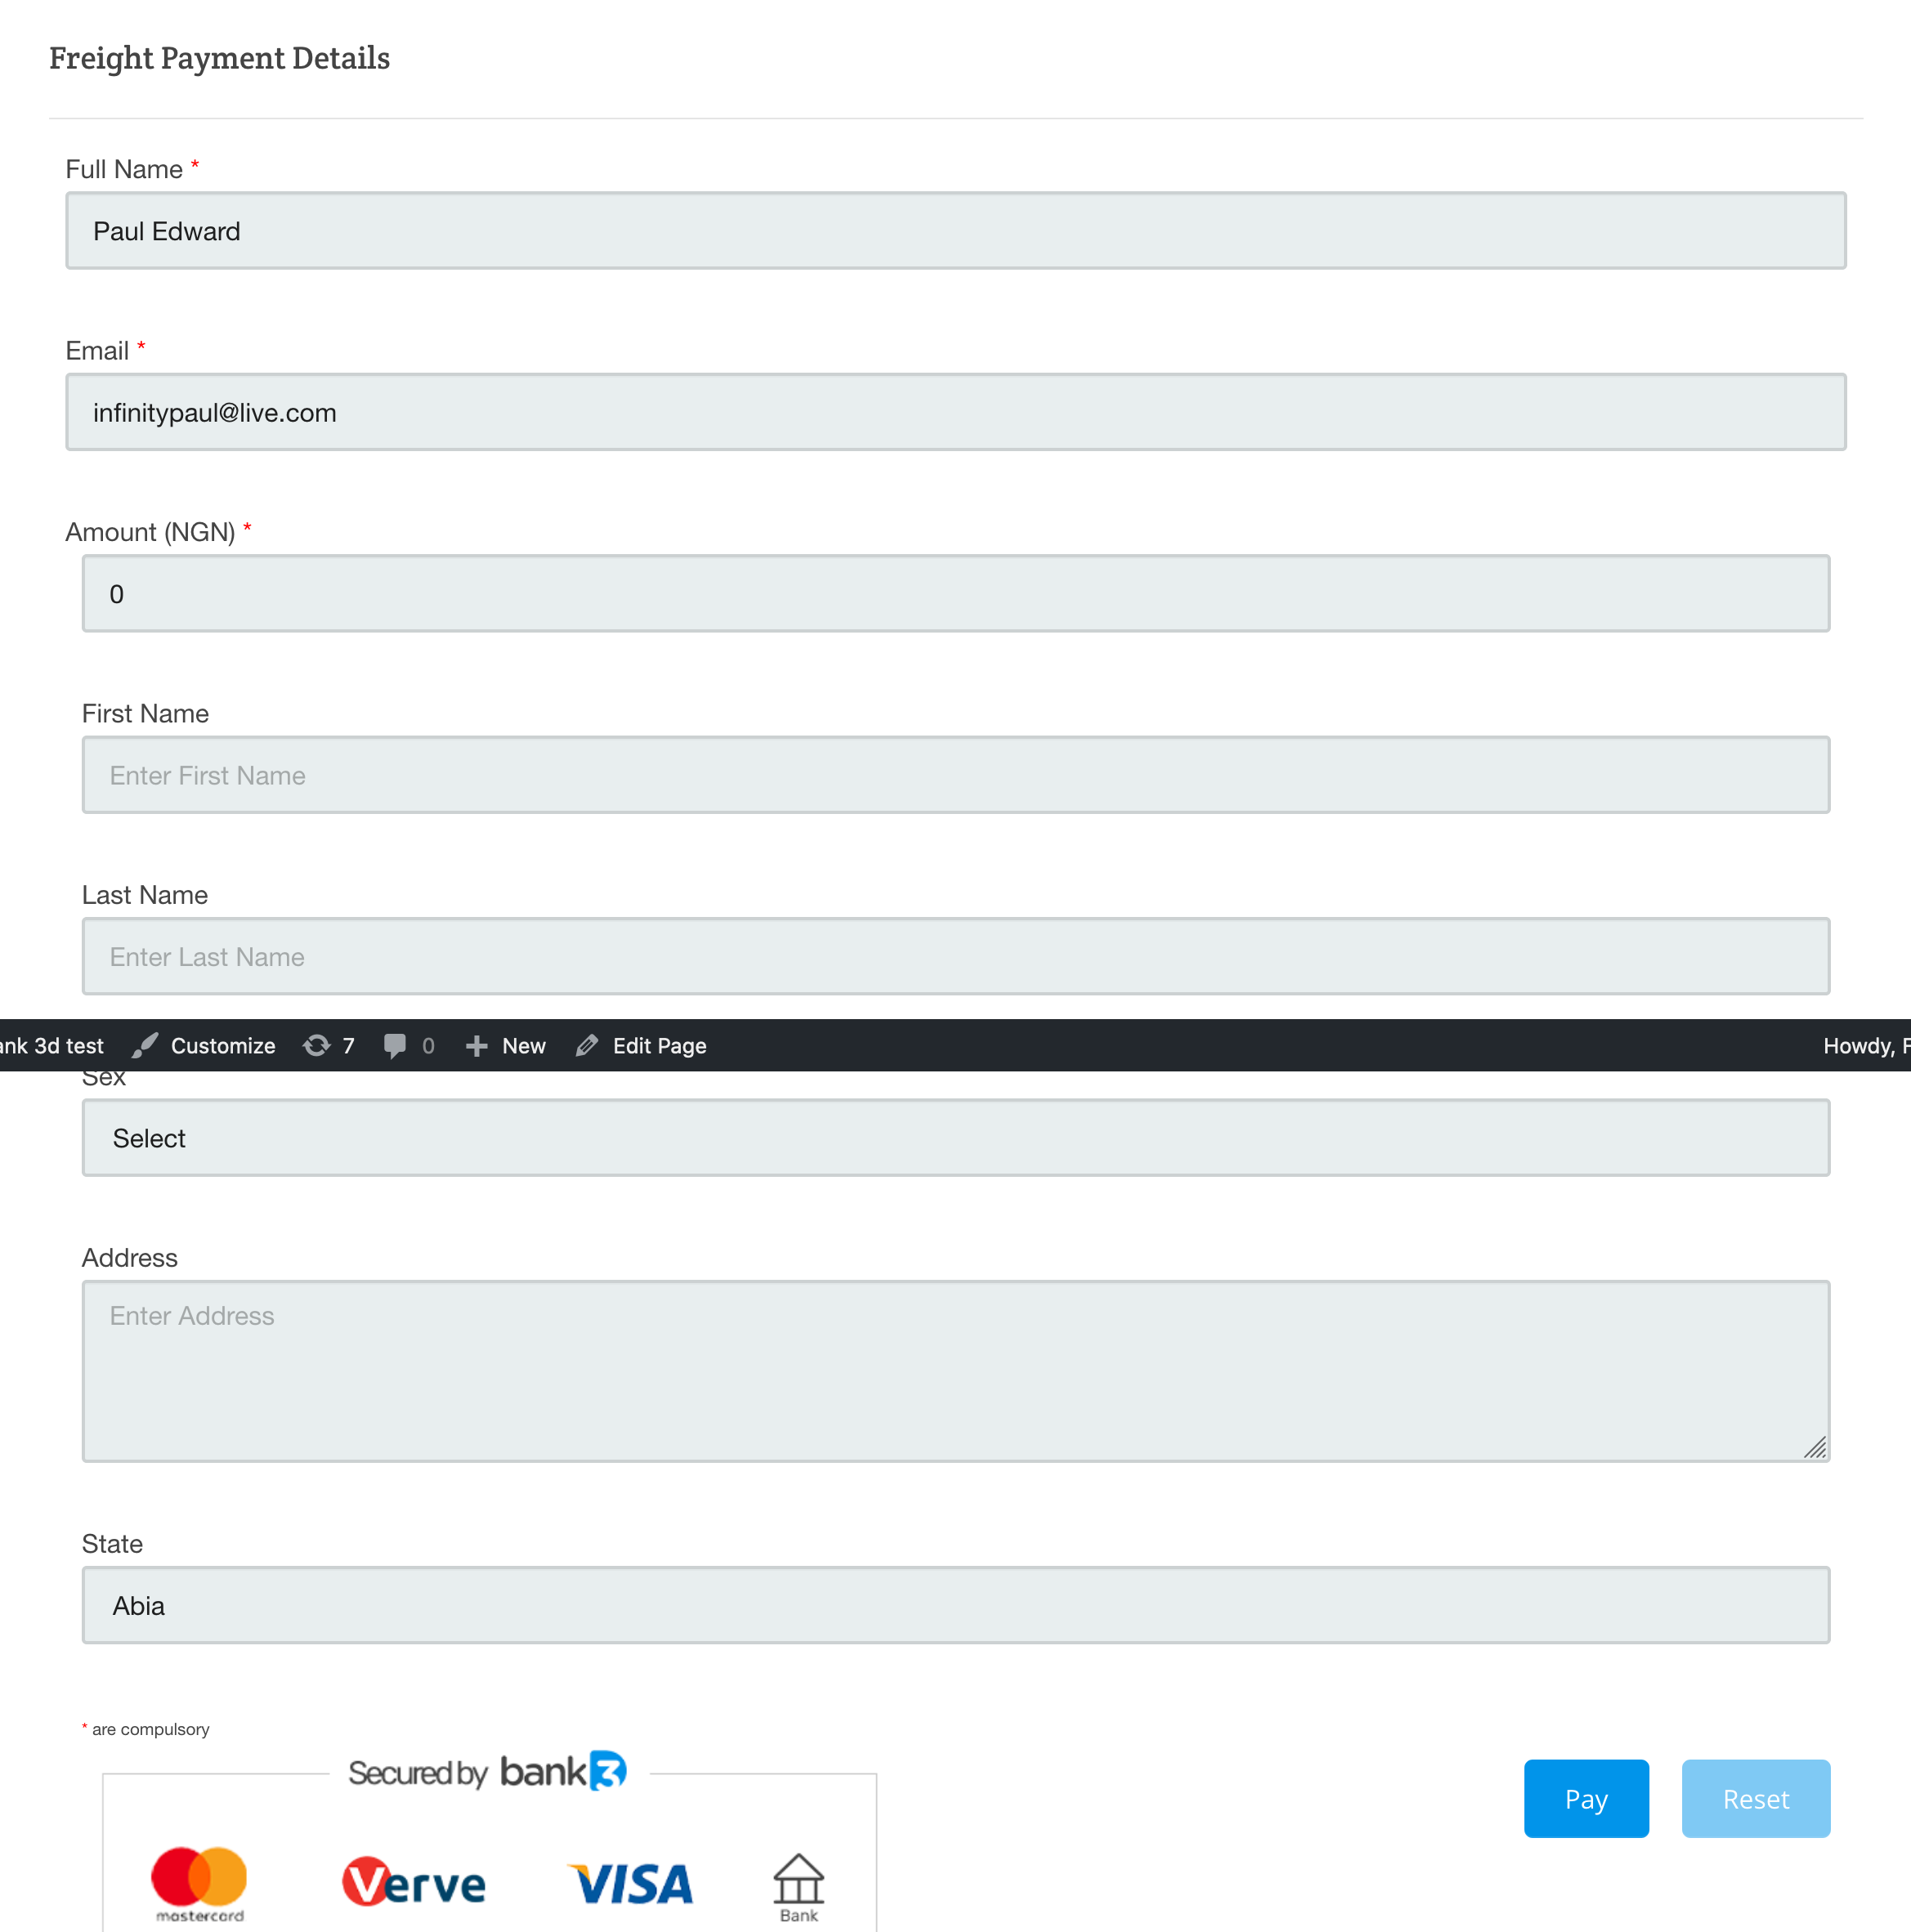 Freight Payment Details
Full Name *
Paul Edward
Email *
infinitypaul@live.com
Amount (NGN) *
0
First Name
Enter First Name
Last Name
Enter Last Name
3d test Customize 7 0 New Edit Page Howdy,
Sex
Select
Address
Enter Address
State
Abia
* are compulsory
Secured by bank3
Pay Reset
mastercard Verve VISA Bank